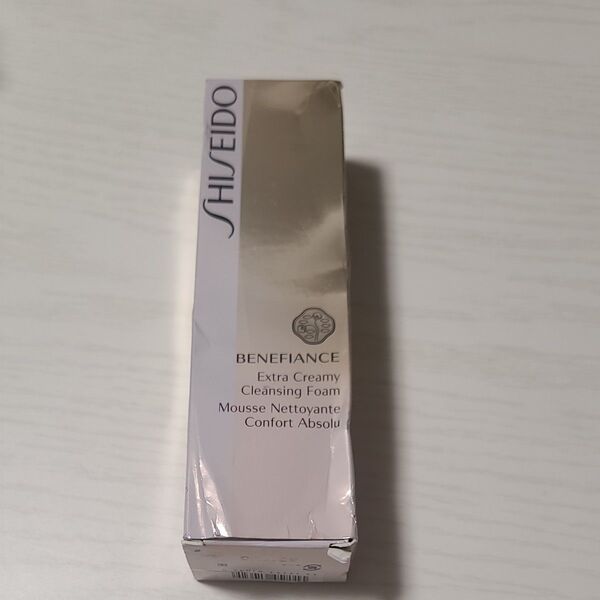 SHISEIDO
BENEFIANCE
Extra Creamy
Cleansing Foam
Mousse Nettoyante
Confort Absolu